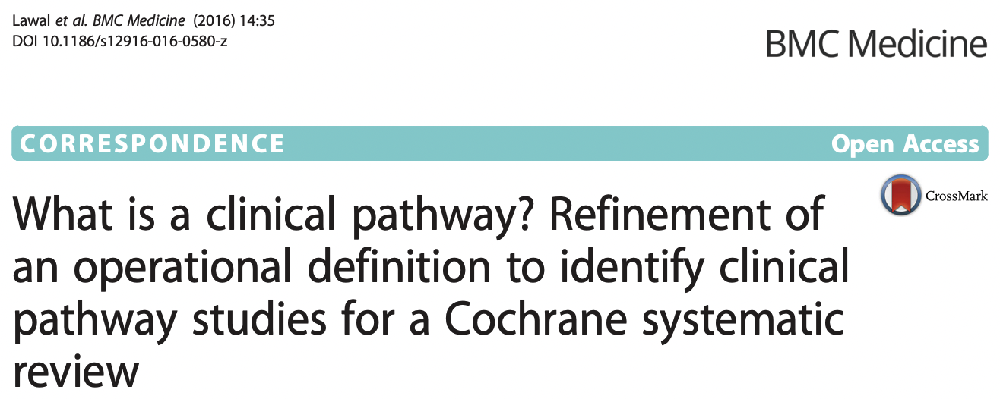 Lawal et al. BMC Medicine (2016) 14:35
DOI 10.1186/s12916-016-0580-z
BMC Medicine
CORRESPONDENCE
Open Access
CrossMark
What is a clinical pathway? Refinement of
an operational definition to identify clinical
pathway studies for a Cochrane systematic
review